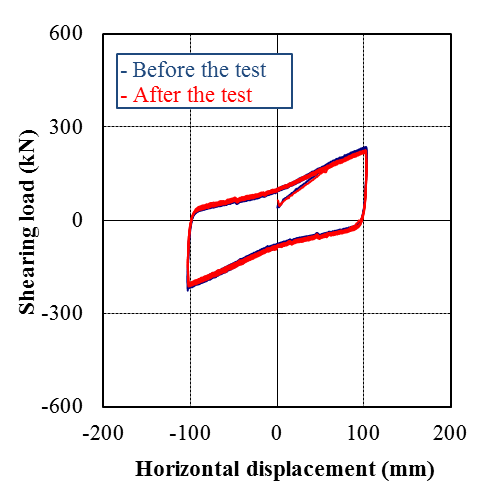 600
- Before the test
- After the test
300
0
-300
-600
Shearing load (kN)
-200 -100 0 100 200
Horizontal displacement (mm)